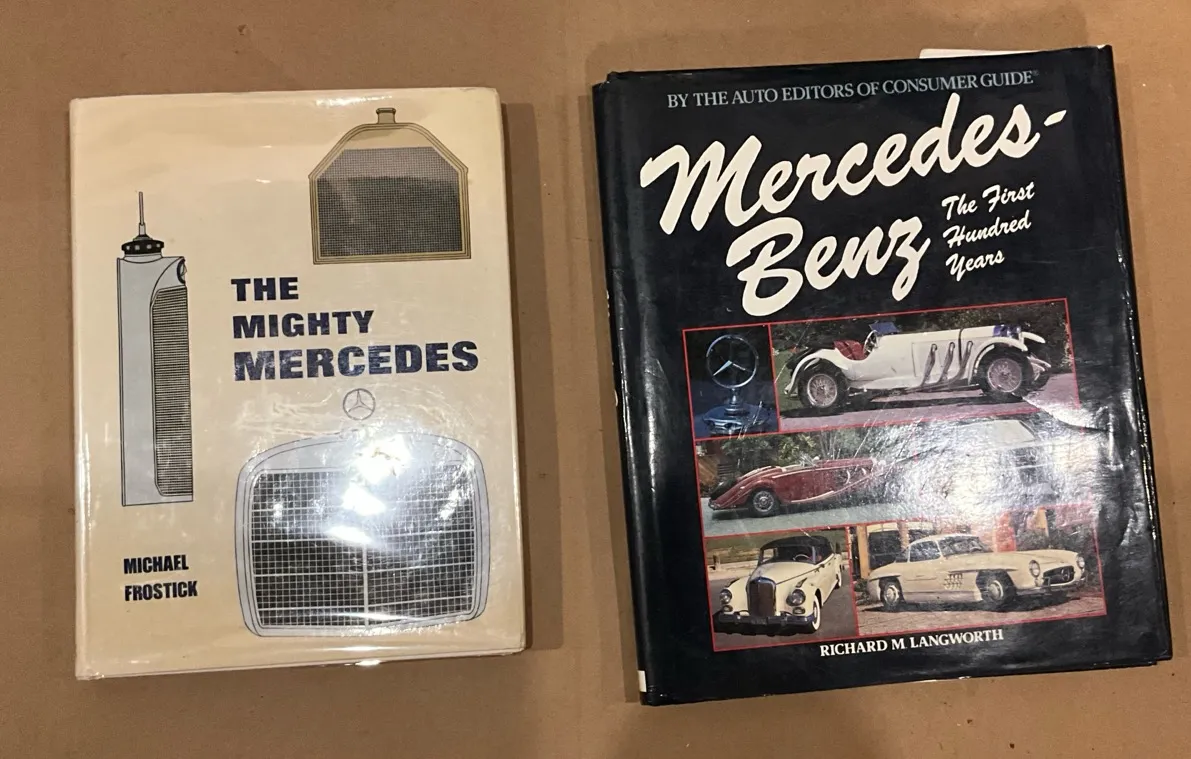 THE
MIGHTY
MERCEDES
MICHAEL
FROSTICK
BY THE AUTO EDITORS OF CONSUMER GUIDE®
Mercedes-
Benz
The First
Hundred
Years
RICHARD M. LANGWORTH